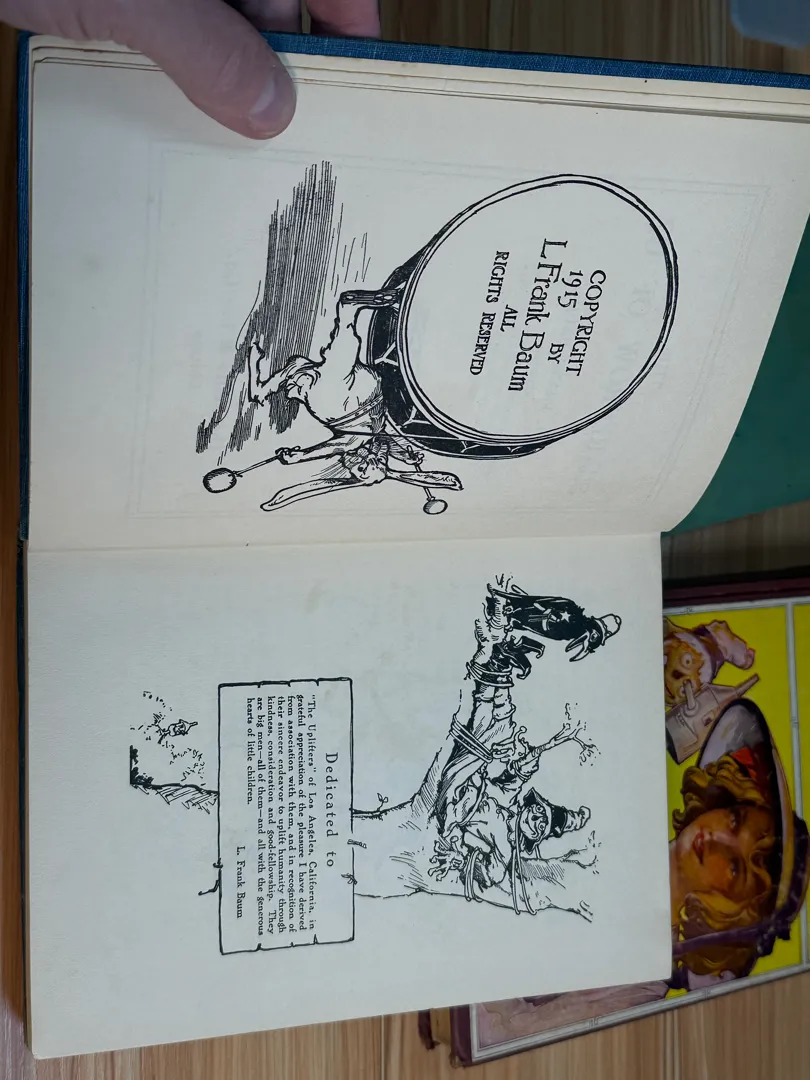 COPYRIGHT
1915 BY
L Frank Baum
ALL
RIGHTS RESERVED
Dedicated to
"The Uplifters" of Los Angeles, California, in
grateful appreciation of the pleasure I have derived
from association with them, and in recognition of
their sincere endeavor to uplift humanity through
kindness, consideration and good-fellowship. They
are big men—all of them—and all with the generous
hearts of little children.
L. Frank Baum